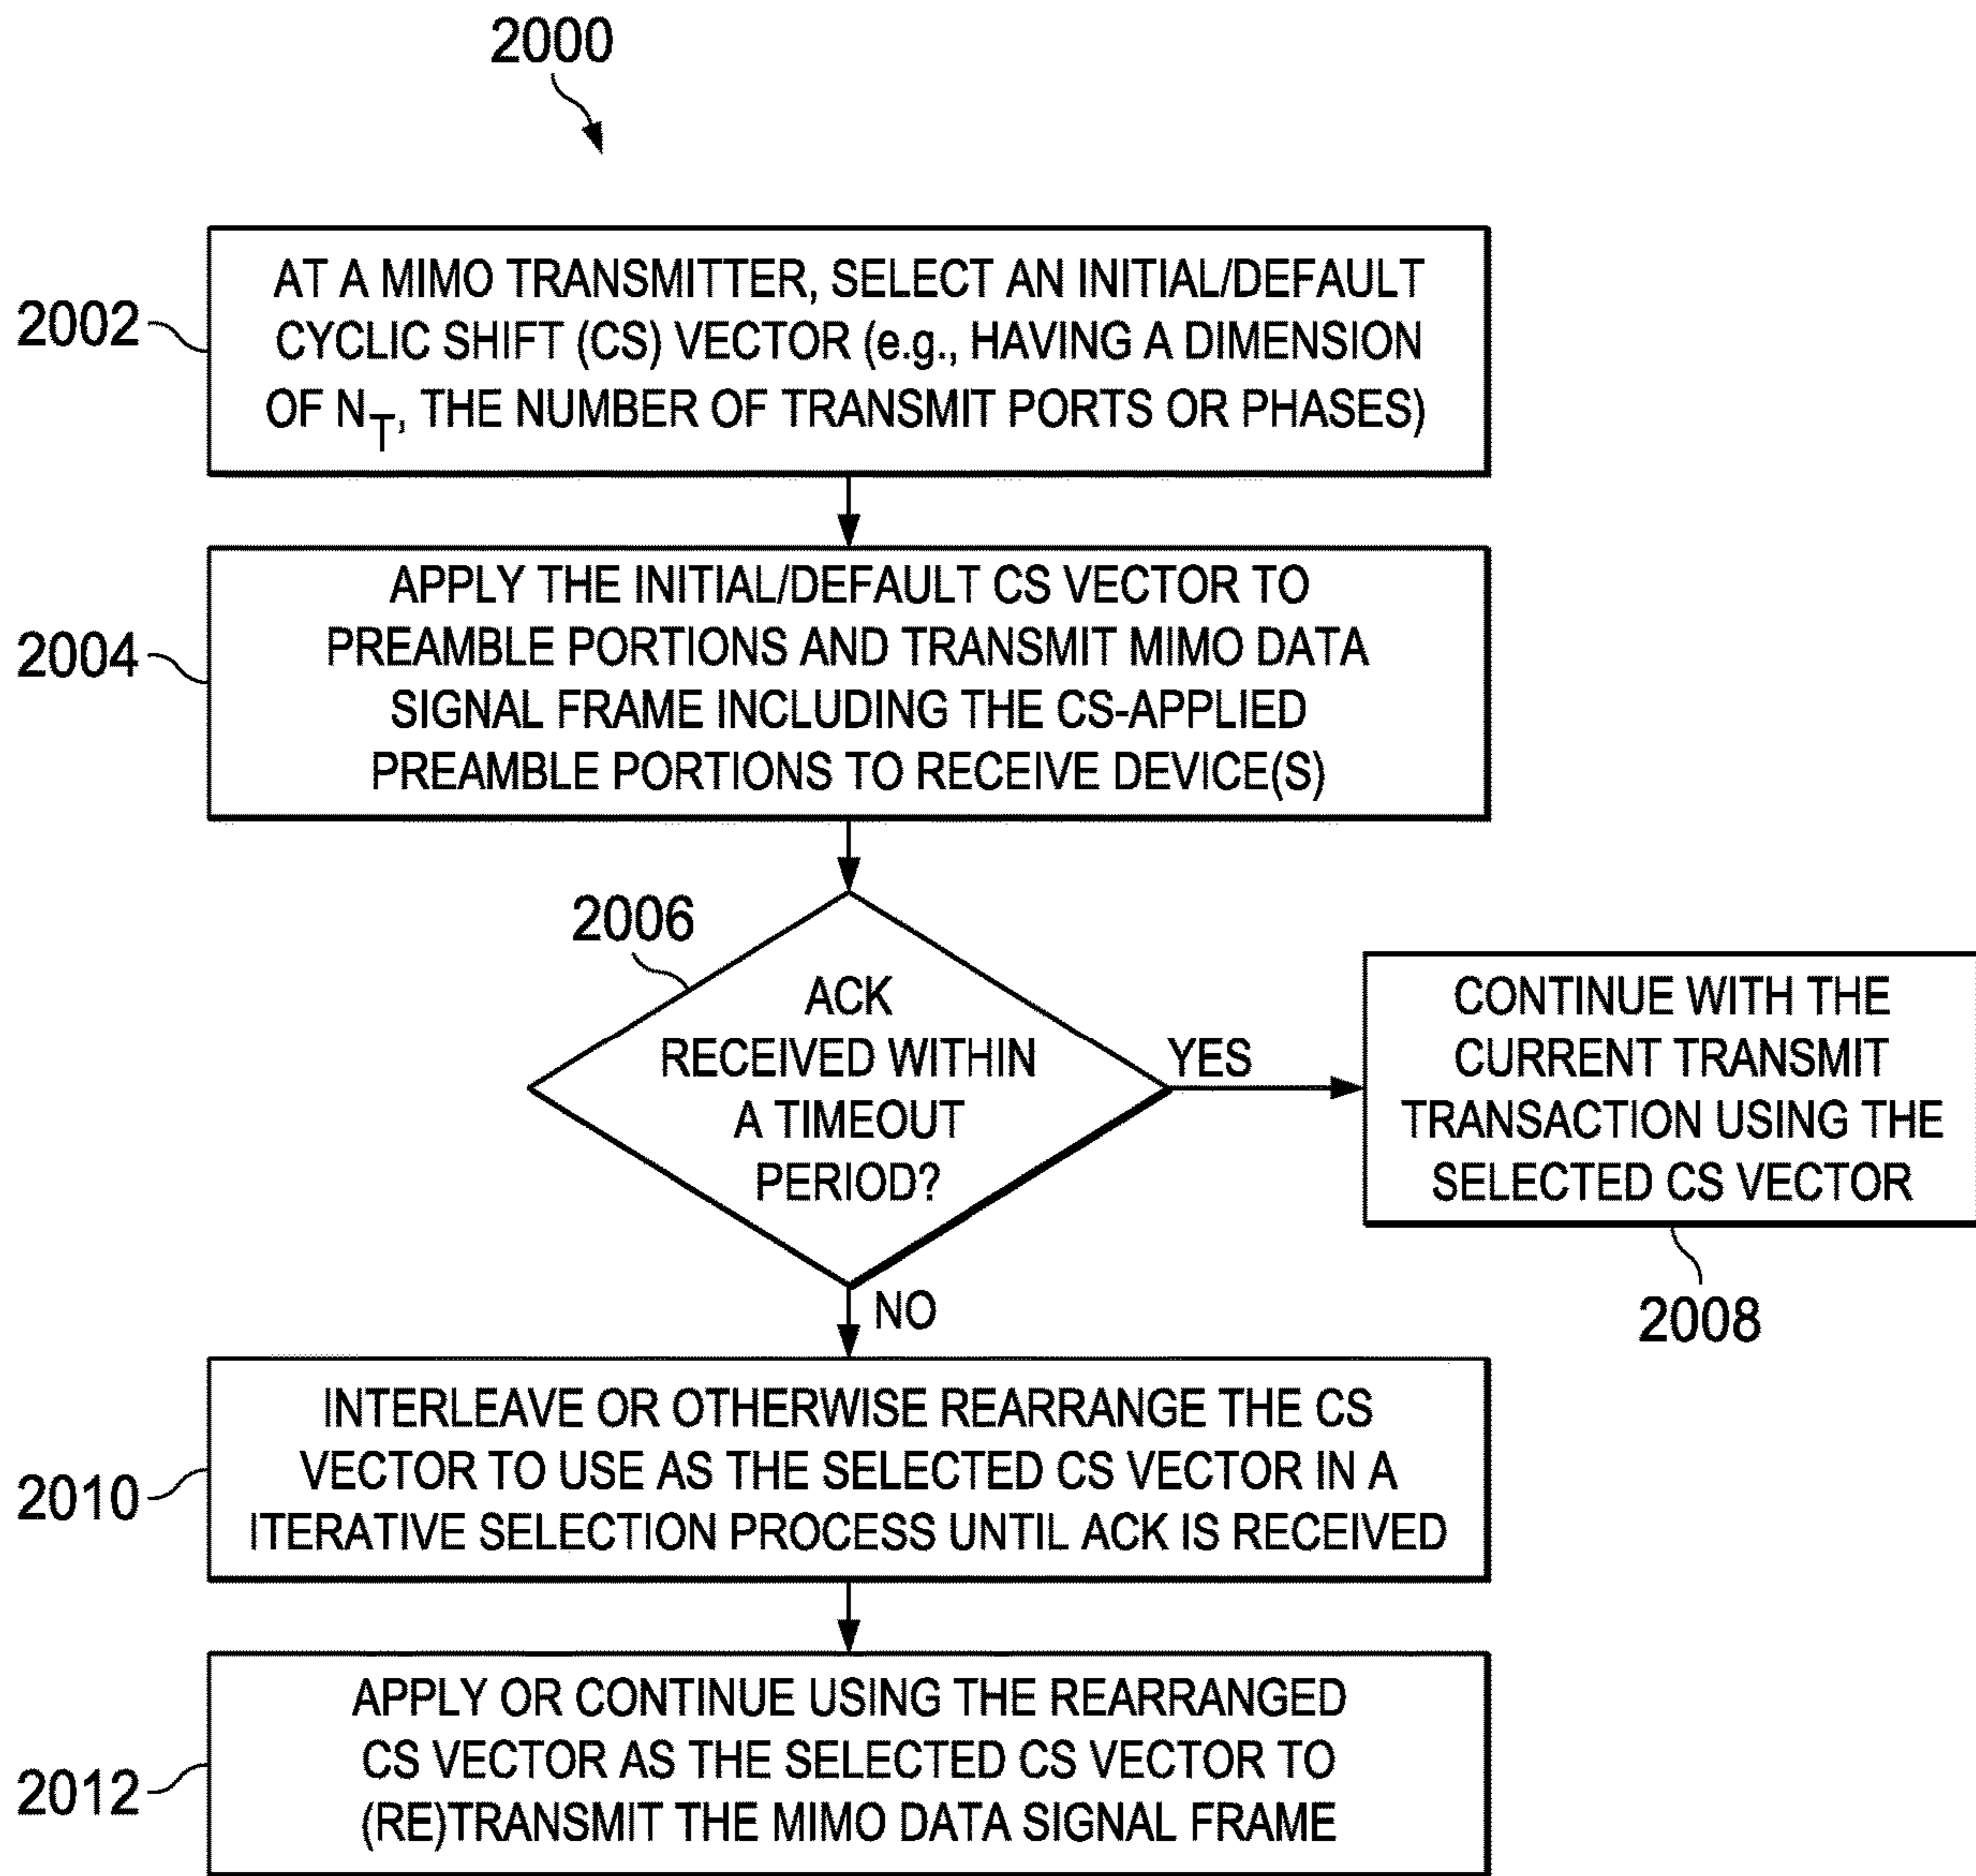 2000
2002
AT A MIMO TRANSMITTER, SELECT AN INITIAL/DEFAULT
CYCLIC SHIFT (CS) VECTOR (e.g., HAVING A DIMENSION
OF NT, THE NUMBER OF TRANSMIT PORTS OR PHASES)
2004
APPLY THE INITIAL/DEFAULT CS VECTOR TO
PREAMBLE PORTIONS AND TRANSMIT MIMO DATA
SIGNAL FRAME INCLUDING THE CS-APPLIED
PREAMBLE PORTIONS TO RECEIVE DEVICE(S)
2006
ACK
RECEIVED WITHIN
A TIMEOUT
PERIOD?
YES
CONTINUE WITH THE
CURRENT TRANSMIT
TRANSACTION USING THE
SELECTED CS VECTOR
2008
NO
2010
INTERLEAVE OR OTHERWISE REARRANGE THE CS
VECTOR TO USE AS THE SELECTED CS VECTOR IN A
ITERATIVE SELECTION PROCESS UNTIL ACK IS RECEIVED
2012
APPLY OR CONTINUE USING THE REARRANGED
CS VECTOR AS THE SELECTED CS VECTOR TO
(RE)TRANSMIT THE MIMO DATA SIGNAL FRAME